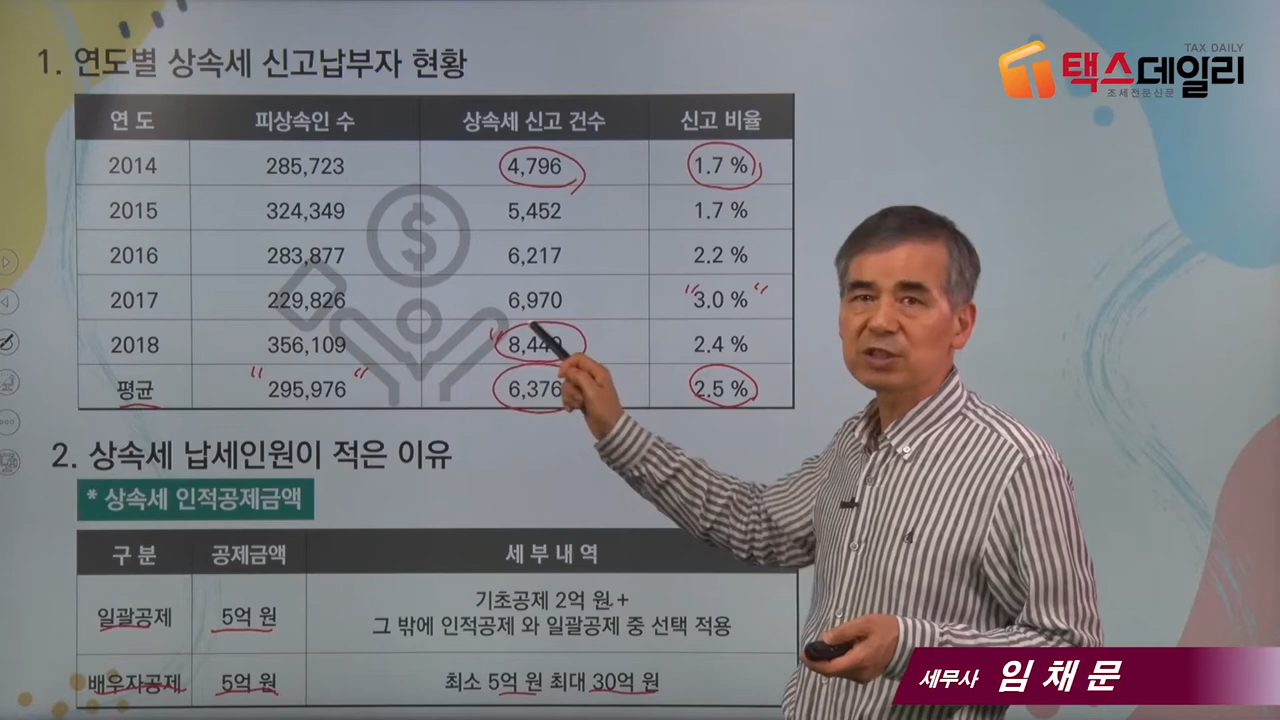 1. 연도별 상속세 신고납부자 현황
TAX DAILY
택스데일리
조세전문신문
연 도 피상속인 수 상속세 신고 건수 신고 비율
2014 285,723 4,796 1.7 %
2015 324,349 5,452 1.7 %
2016 283,877 6,217 2.2 %
2017 229,826 6,970 3.0 %
2018 356,109 2.4 %
평균 295,976 6,376 2.5 %
2. 상속세 납세인원이 적은 이유
* 상속세 인적공제금액
구 분 공제금액 세 부 내 역
일괄공제 5억 원 기초공제 2억 원 +
그 밖에 인적공제 와 일괄공제 중 선택 적용
배우자공제 5억 원 최소 5억 원 최대 30억 원
세무사 임 채 문